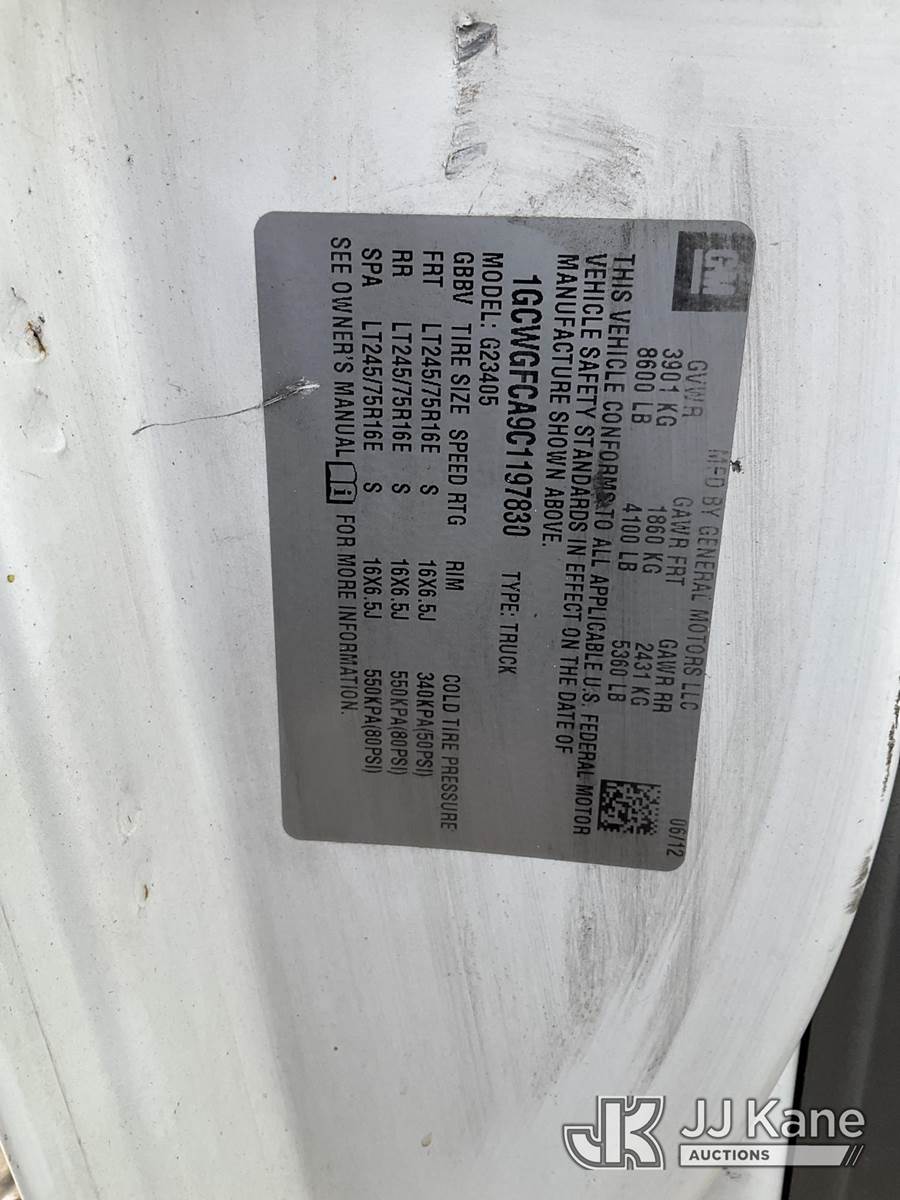 GM
MFD BY GENERAL MOTORS LLC 06/12
GVWR GAWR FRT GAWR RR
3901 KG 1860 KG 2431 KG
8600 LB 4100 LB 5360 LB
THIS VEHICLE CONFORMS TO ALL APPLICABLE U.S. FEDERAL MOTOR
VEHICLE SAFETY STANDARDS IN EFFECT ON THE DATE OF
MANUFACTURE SHOWN ABOVE.
1GCWGFCA9C1197830 TYPE: TRUCK
MODEL: G23405
GBBV TIRE SIZE SPEED RTG RIM COLD TIRE PRESSURE
FRT LT245/75R16E S 16X6.5J 340KPA(50PSI)
RR LT245/75R16E S 16X6.5J 550KPA(80PSI)
SPA LT245/75R16E S 16X6.5J 550KPA(80PSI)
SEE OWNER'S MANUAL FOR MORE INFORMATION.
JK JJ Kane
AUCTIONS